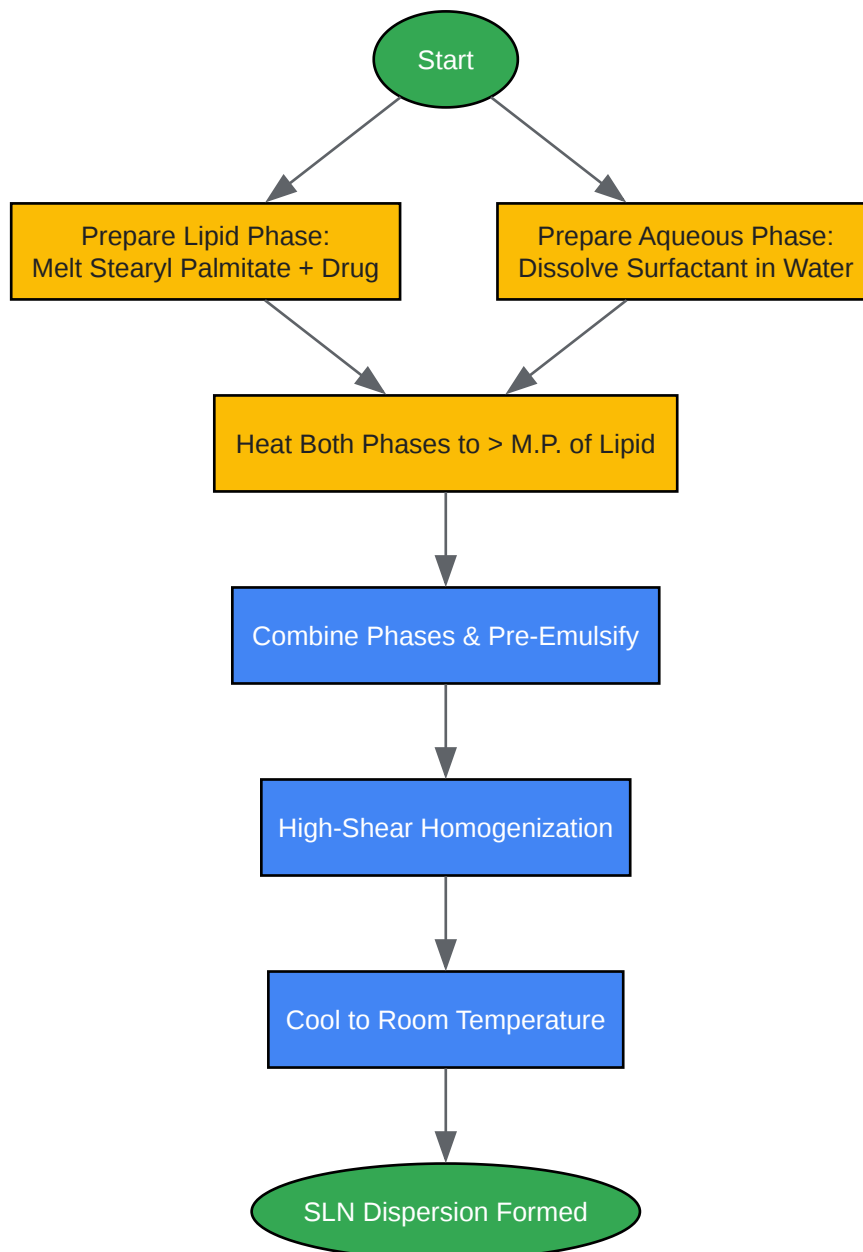 Start
Prepare Lipid Phase:
Melt Stearyl Palmitate + Drug
Prepare Aqueous Phase:
Dissolve Surfactant in Water
Heat Both Phases to > M.P. of Lipid
Combine Phases & Pre-Emulsify
High-Shear Homogenization
Cool to Room Temperature
SLN Dispersion Formed